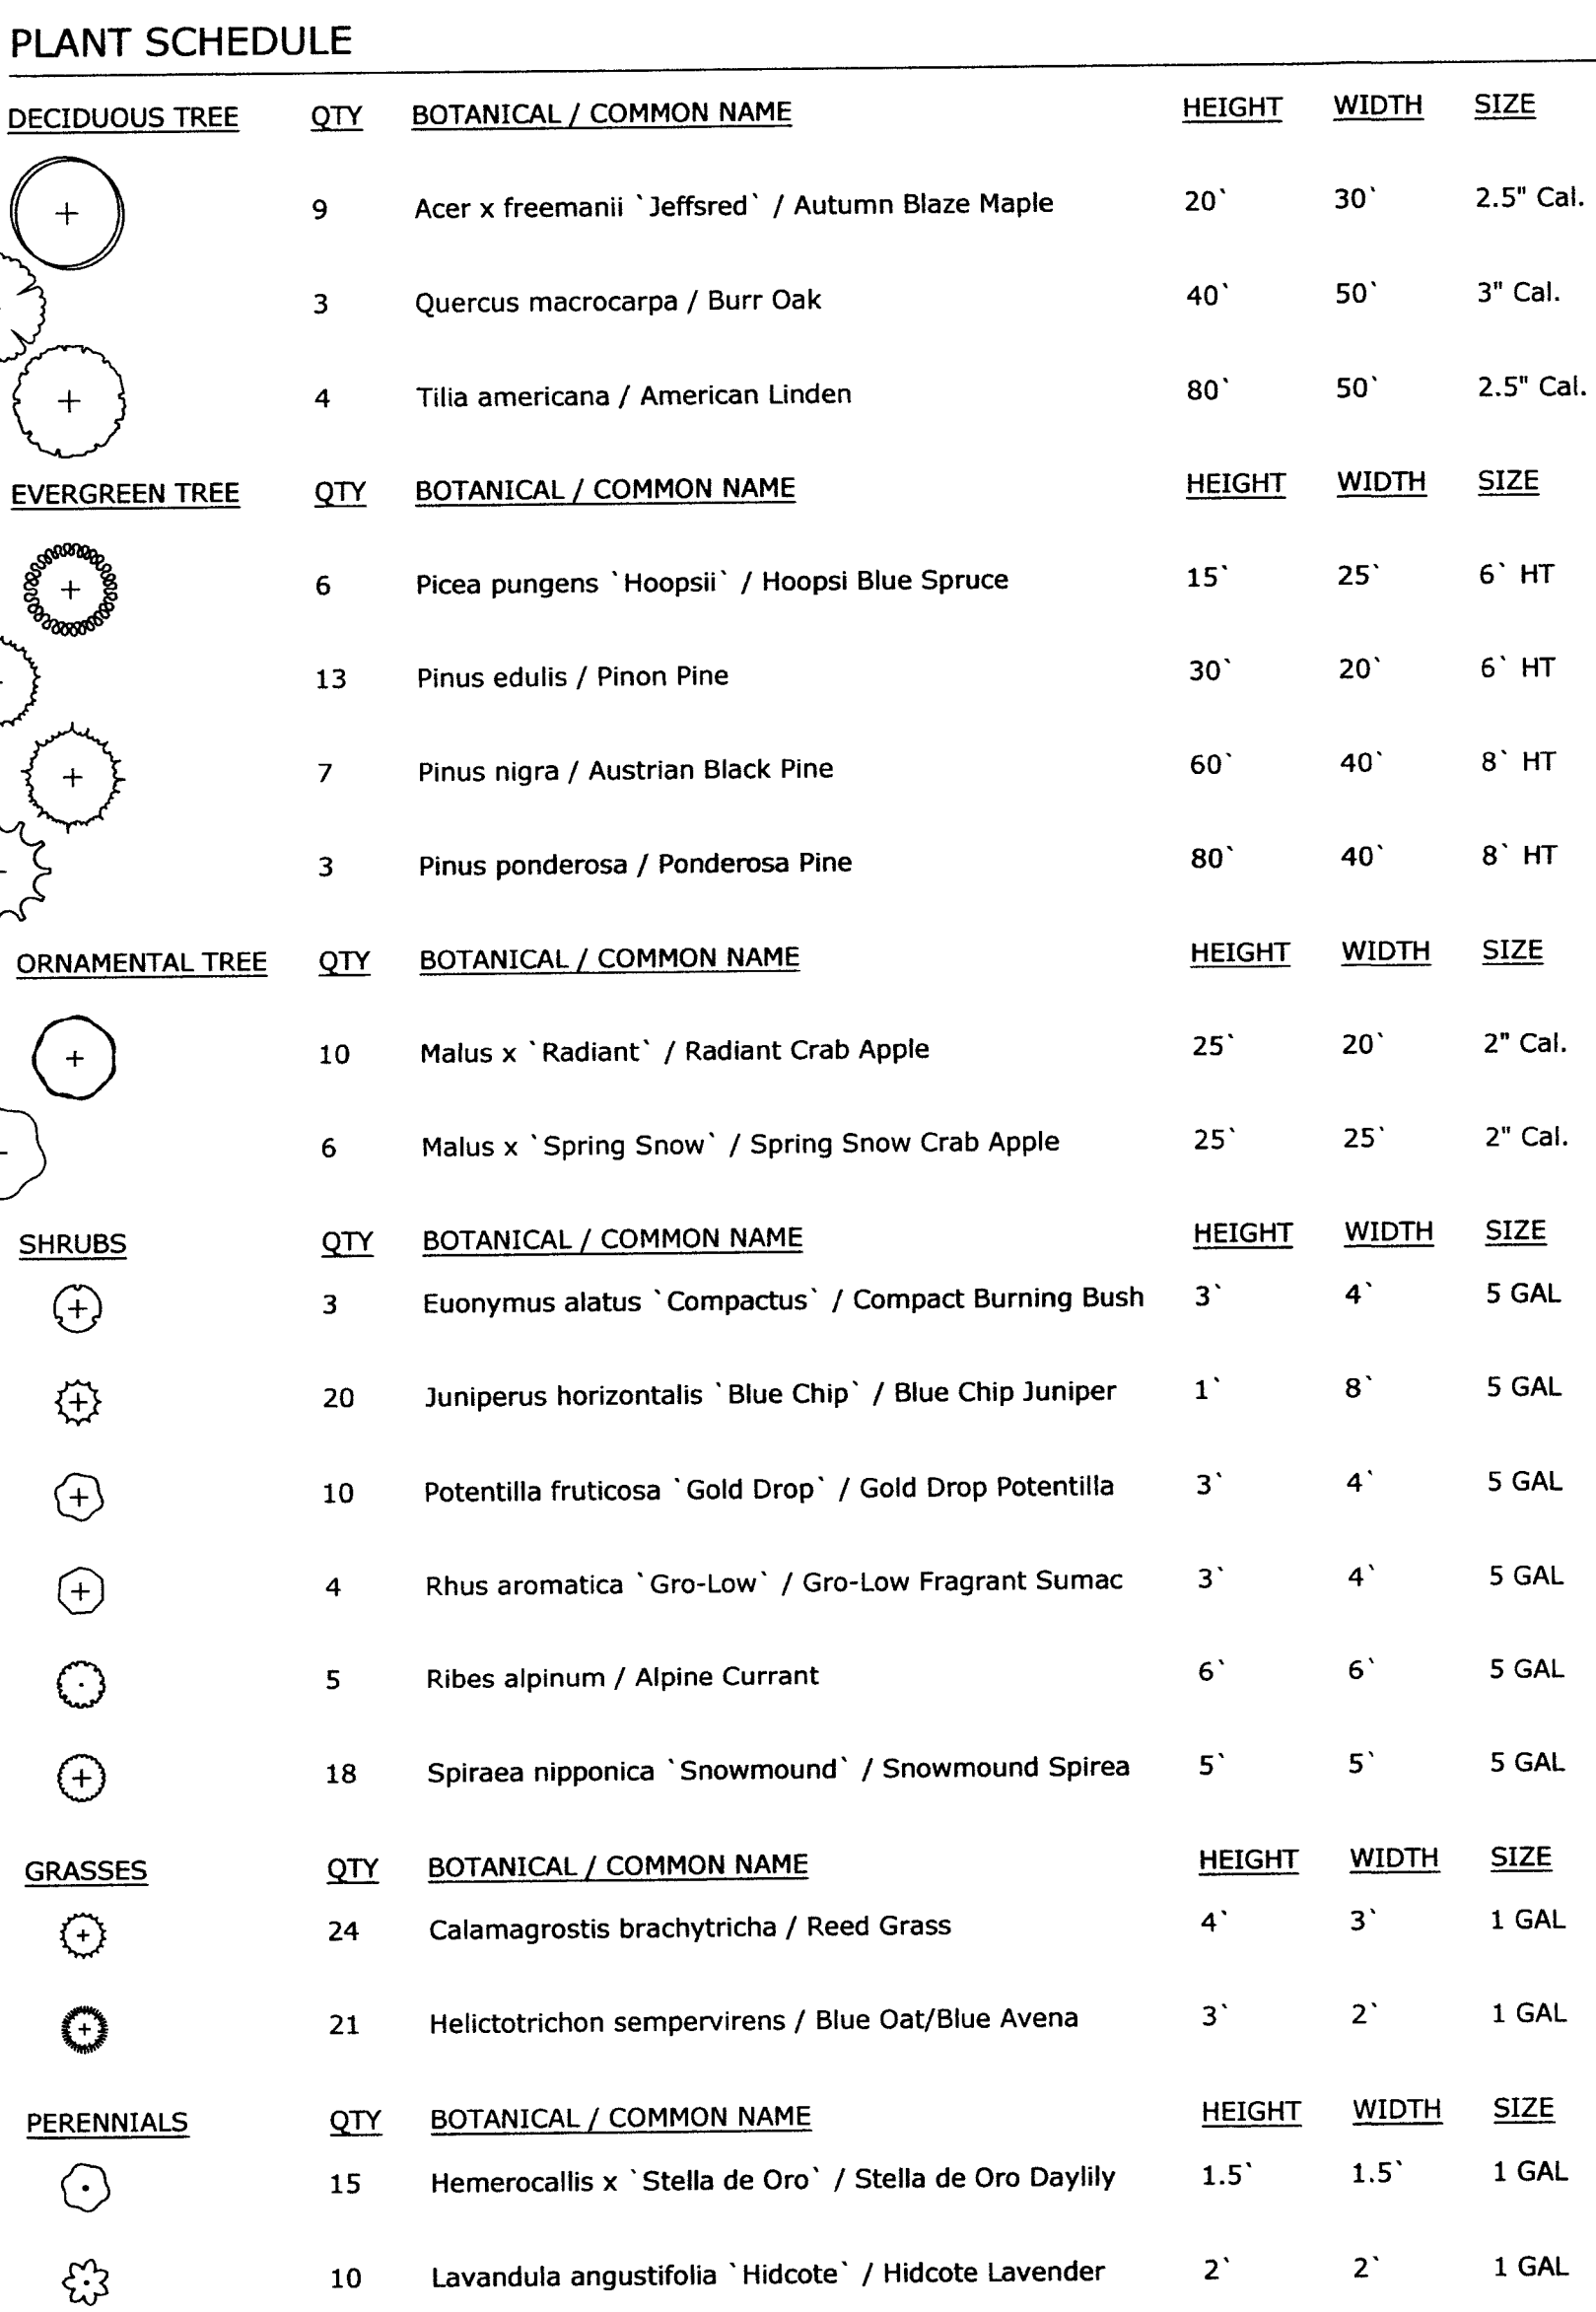 PLANT SCHEDULE
DECIDUOUS TREE QTY BOTANICAL / COMMON NAME HEIGHT WIDTH SIZE
9 Acer x freemanii `Jeffsred` / Autumn Blaze Maple 20` 30` 2.5" Cal.
3 Quercus macrocarpa / Burr Oak 40` 50` 3" Cal.
4 Tilia americana / American Linden 80` 50` 2.5" Cal.
EVERGREEN TREE QTY BOTANICAL / COMMON NAME HEIGHT WIDTH SIZE
6 Picea pungens `Hoopsii` / Hoopsi Blue Spruce 15` 25` 6` HT
13 Pinus edulis / Pinon Pine 30` 20` 6` HT
7 Pinus nigra / Austrian Black Pine 60` 40` 8` HT
3 Pinus ponderosa / Ponderosa Pine 80` 40` 8` HT
ORNAMENTAL TREE QTY BOTANICAL / COMMON NAME HEIGHT WIDTH SIZE
10 Malus x `Radiant` / Radiant Crab Apple 25` 20` 2" Cal.
6 Malus x `Spring Snow` / Spring Snow Crab Apple 25` 25` 2" Cal.
SHRUBS QTY BOTANICAL / COMMON NAME HEIGHT WIDTH SIZE
3 Euonymus alatus `Compactus` / Compact Burning Bush 3` 4` 5 GAL
20 Juniperus horizontalis `Blue Chip` / Blue Chip Juniper 1` 8` 5 GAL
10 Potentilla fruticosa `Gold Drop` / Gold Drop Potentilla 3` 4` 5 GAL
4 Rhus aromatica `Gro-Low` / Gro-Low Fragrant Sumac 3` 4` 5 GAL
5 Ribes alpinum / Alpine Currant 6` 6` 5 GAL
18 Spiraea nipponica `Snowmound` / Snowmound Spirea 5` 5` 5 GAL
GRASSES QTY BOTANICAL / COMMON NAME HEIGHT WIDTH SIZE
24 Calamagrostis brachytricha / Reed Grass 4` 3` 1 GAL
21 Helictotrichon sempervirens / Blue Oat/Blue Avena 3` 2` 1 GAL
PERENNIALS QTY BOTANICAL / COMMON NAME HEIGHT WIDTH SIZE
15 Hemerocallis x `Stella de Oro` / Stella de Oro Daylily 1.5` 1.5` 1 GAL
10 Lavandula angustifolia `Hidcote` / Hidcote Lavender 2` 2` 1 GAL